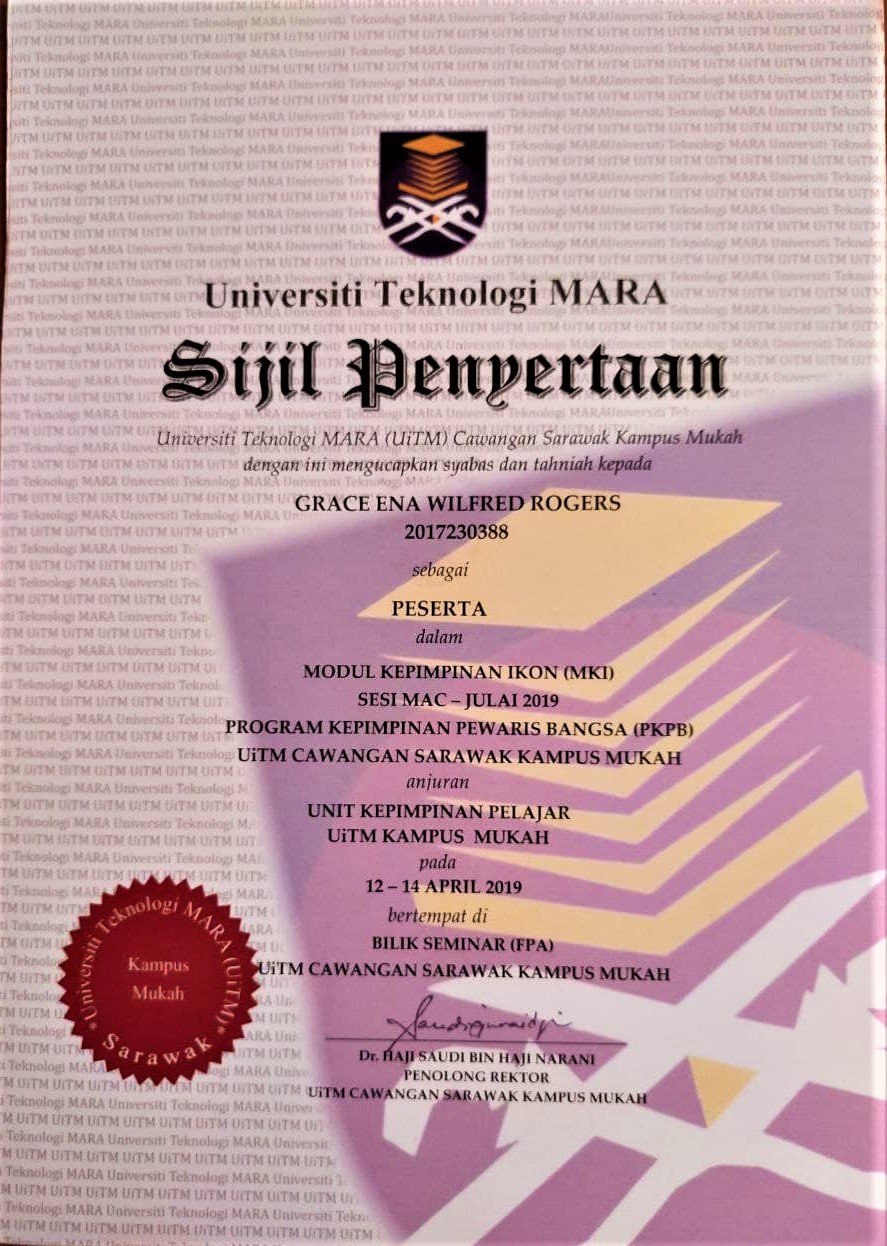 Universiti Teknologi MARA
Sijil Penyertaan
Universiti Teknologi MARA (UiTM) Cawangan Sarawak Kampus Mukah
dengan ini mengucapkan syabas dan tahniah kepada
GRACE ENA WILFRED ROGERS
2017230388
sebagai
PESERTA
dalam
MODUL KEPIMPINAN IKON (MKI)
SESI MAC – JULAI 2019
PROGRAM KEPIMPINAN PEWARIS BANGSA (PKPB)
UiTM CAWANGAN SARAWAK KAMPUS MUKAH
anjuran
UNIT KEPIMPINAN PELAJAR
UiTM KAMPUS MUKAH
pada
12 – 14 APRIL 2019
bertempat di
BILIK SEMINAR (FPA)
UiTM CAWANGAN SARAWAK KAMPUS MUKAH
* Universiti Teknologi MARA (UiTM) *
Kampus
Mukah
Sarawak
Dr. HAJI SAUDI BIN HAJI NARANI
PENOLONG REKTOR
UiTM CAWANGAN SARAWAK KAMPUS MUKAH